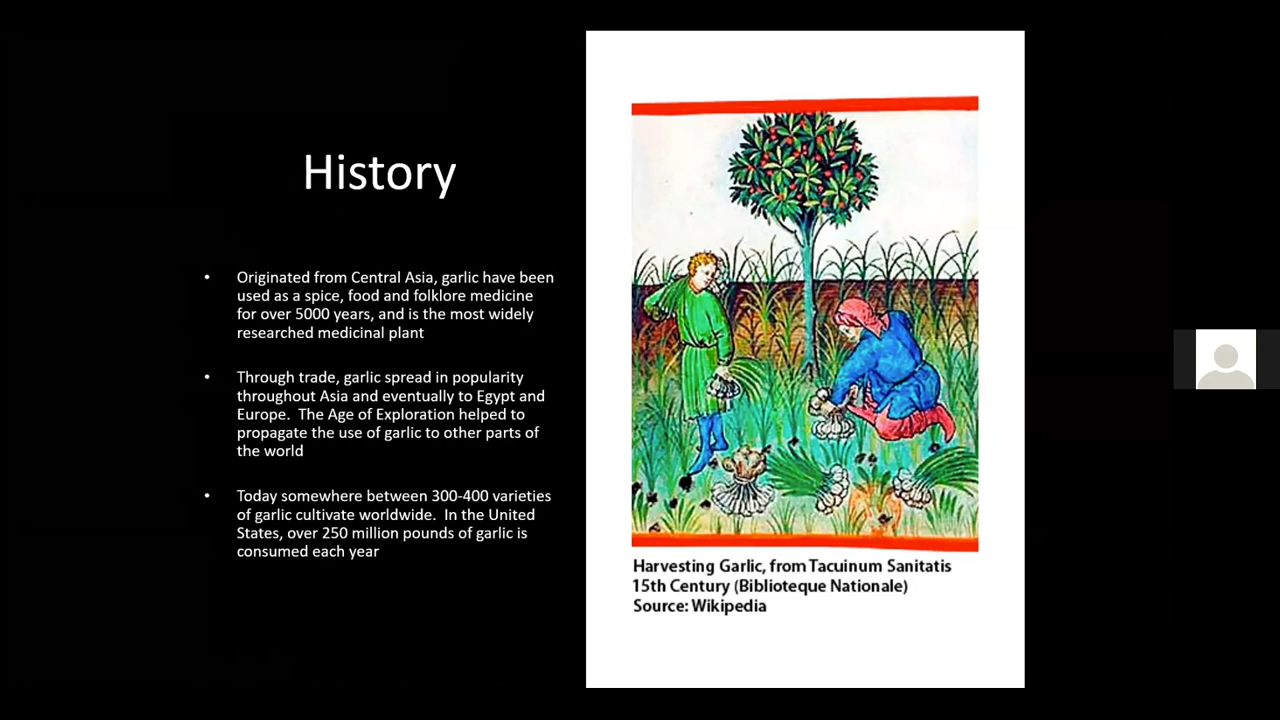 History
• Originated from Central Asia, garlic have been
used as a spice, food and folklore medicine
for over 5000 years, and is the most widely
researched medicinal plant
• Through trade, garlic spread in popularity
throughout Asia and eventually to Egypt and
Europe.  The Age of Exploration helped to
propagate the use of garlic to other parts of
the world
• Today somewhere between 300-400 varieties
of garlic cultivate worldwide.  In the United
States, over 250 million pounds of garlic is
consumed each year
Harvesting Garlic, from Tacuinum Sanitatis
15th Century (Biblioteque Nationale)
Source: Wikipedia